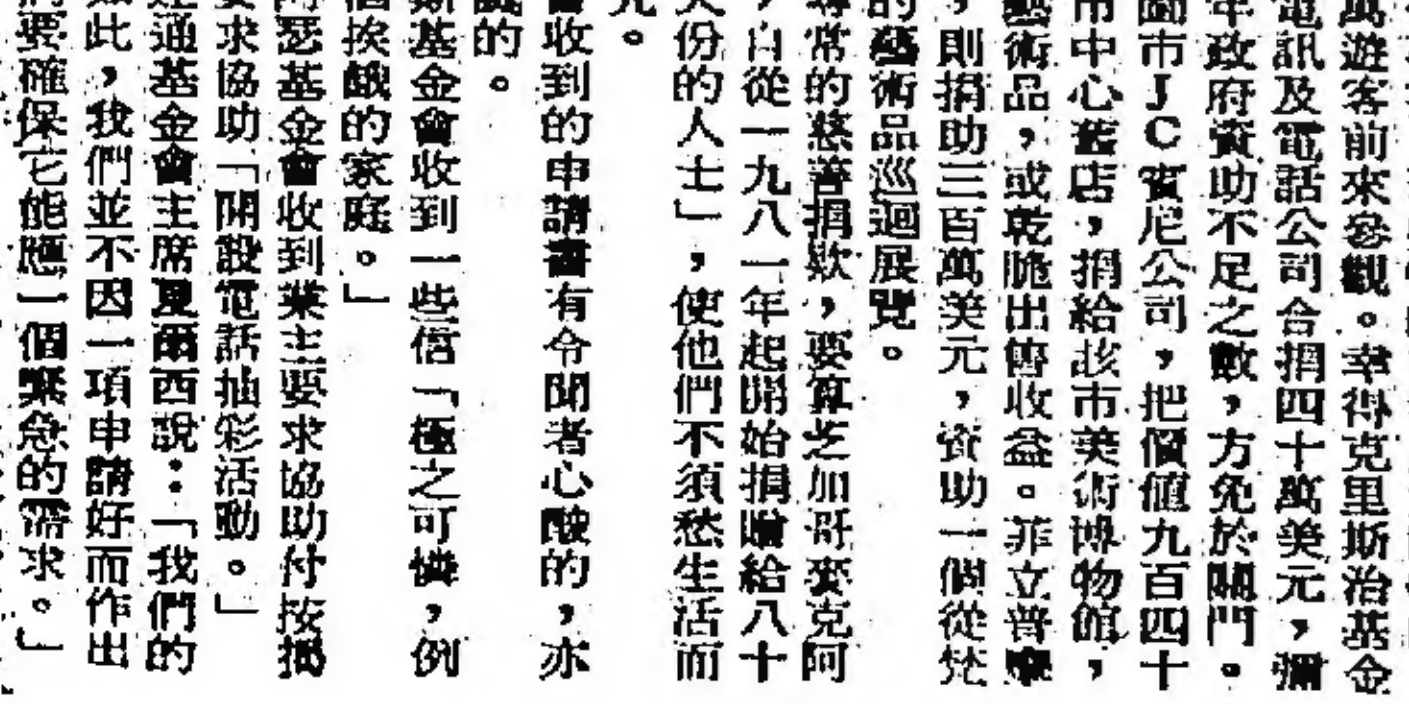 萬遊客前來參觀。幸得克里斯治基金
電訊及電話公司合捐四十萬美元，彌
年政府資助不足之數，方免於關門。
園市JC賓尼公司，把價值九百四十
市中心舊店，捐給該市美術博物館，
藝術品，或乾脆出售收益。菲立普
，則捐助三百萬美元，資助一個從梵
的藝術品巡迴展覽。
尋常的慈善捐款，要算芝加哥麥克阿
，自從一九八一年起開始捐贈給八十
天份的人士」，使他們不須愁生活而
元。
會收到的申請書有令聞者心酸的，亦
誠的。
斯基金會收到一些信「極之可憐，例
個挨餓的家庭。」
阿瑟基金會收到業主要求協助付按揭
要求協助「開設電話抽彩活動。」
通基金會主席夏爾西說：「我們的
如此，我們並不因一項申請好而作出
們要確保它能應一個緊急的需求。」